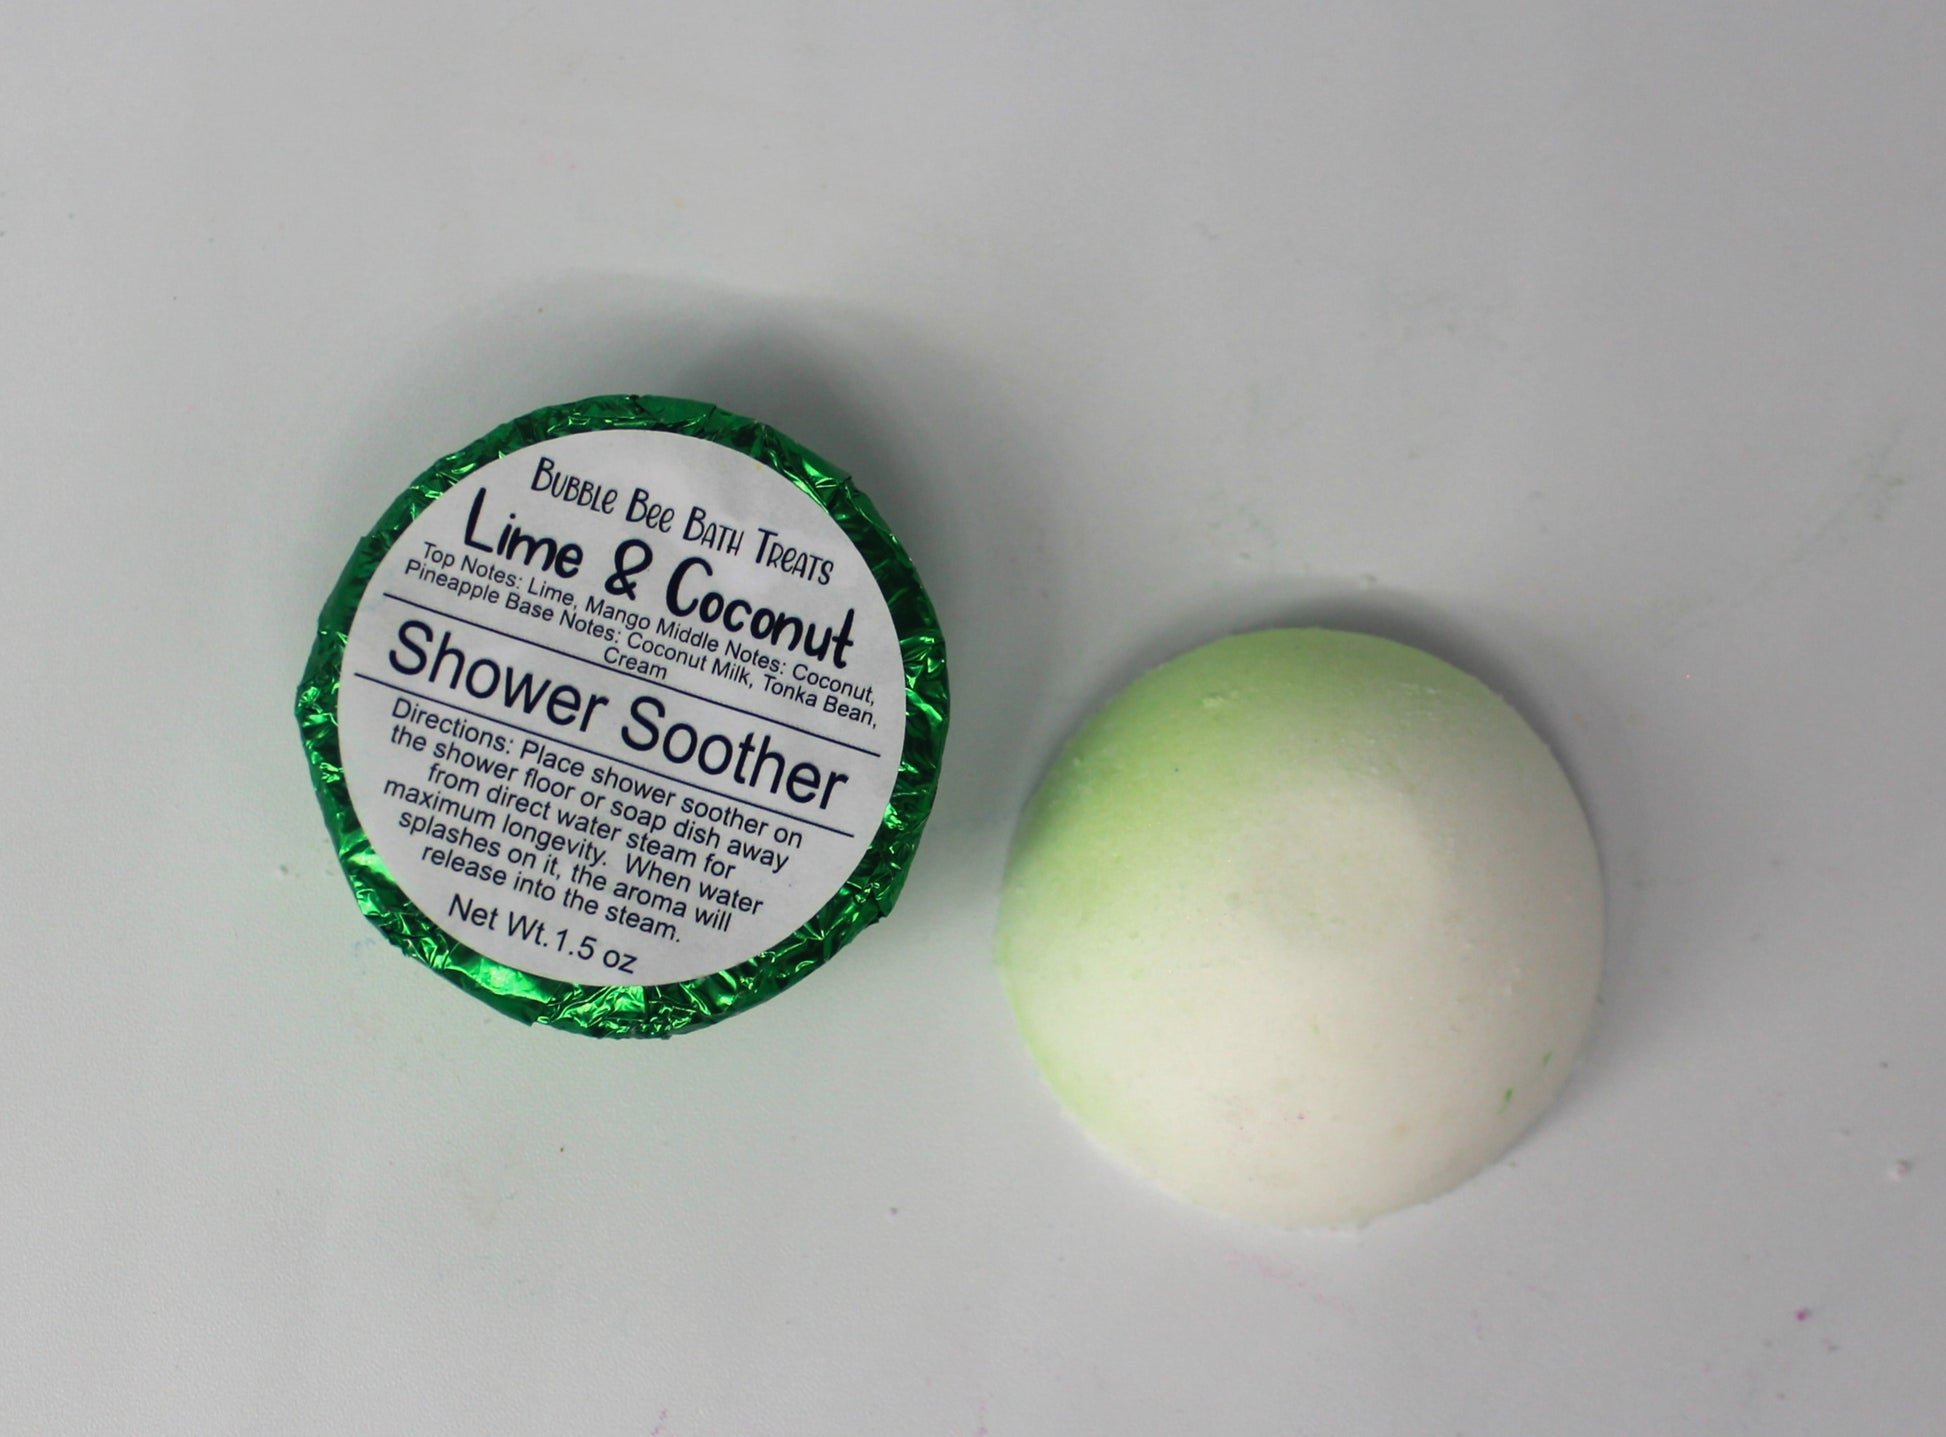 Bubble Bee Bath Treats
Lime & Coconut
Top Notes: Lime, Mango Middle Notes: Coconut,
Pineapple Base Notes: Coconut Milk, Tonka Bean,
Cream
Shower Soother
Directions: Place shower soother on
the shower floor or soap dish away
from direct water steam for
maximum longevity. When water
splashes on it, the aroma will
release into the steam.
Net Wt. 1.5 oz